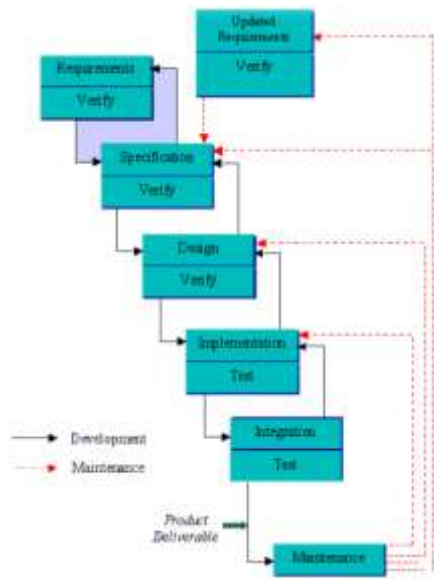 Updated
Requirements
Verify
Requirements
Verify
Specification
Verify
Design
Verify
Implementation
Test
Integration
Test
Development
Maintenance
Product
Deliverable
Maintenance